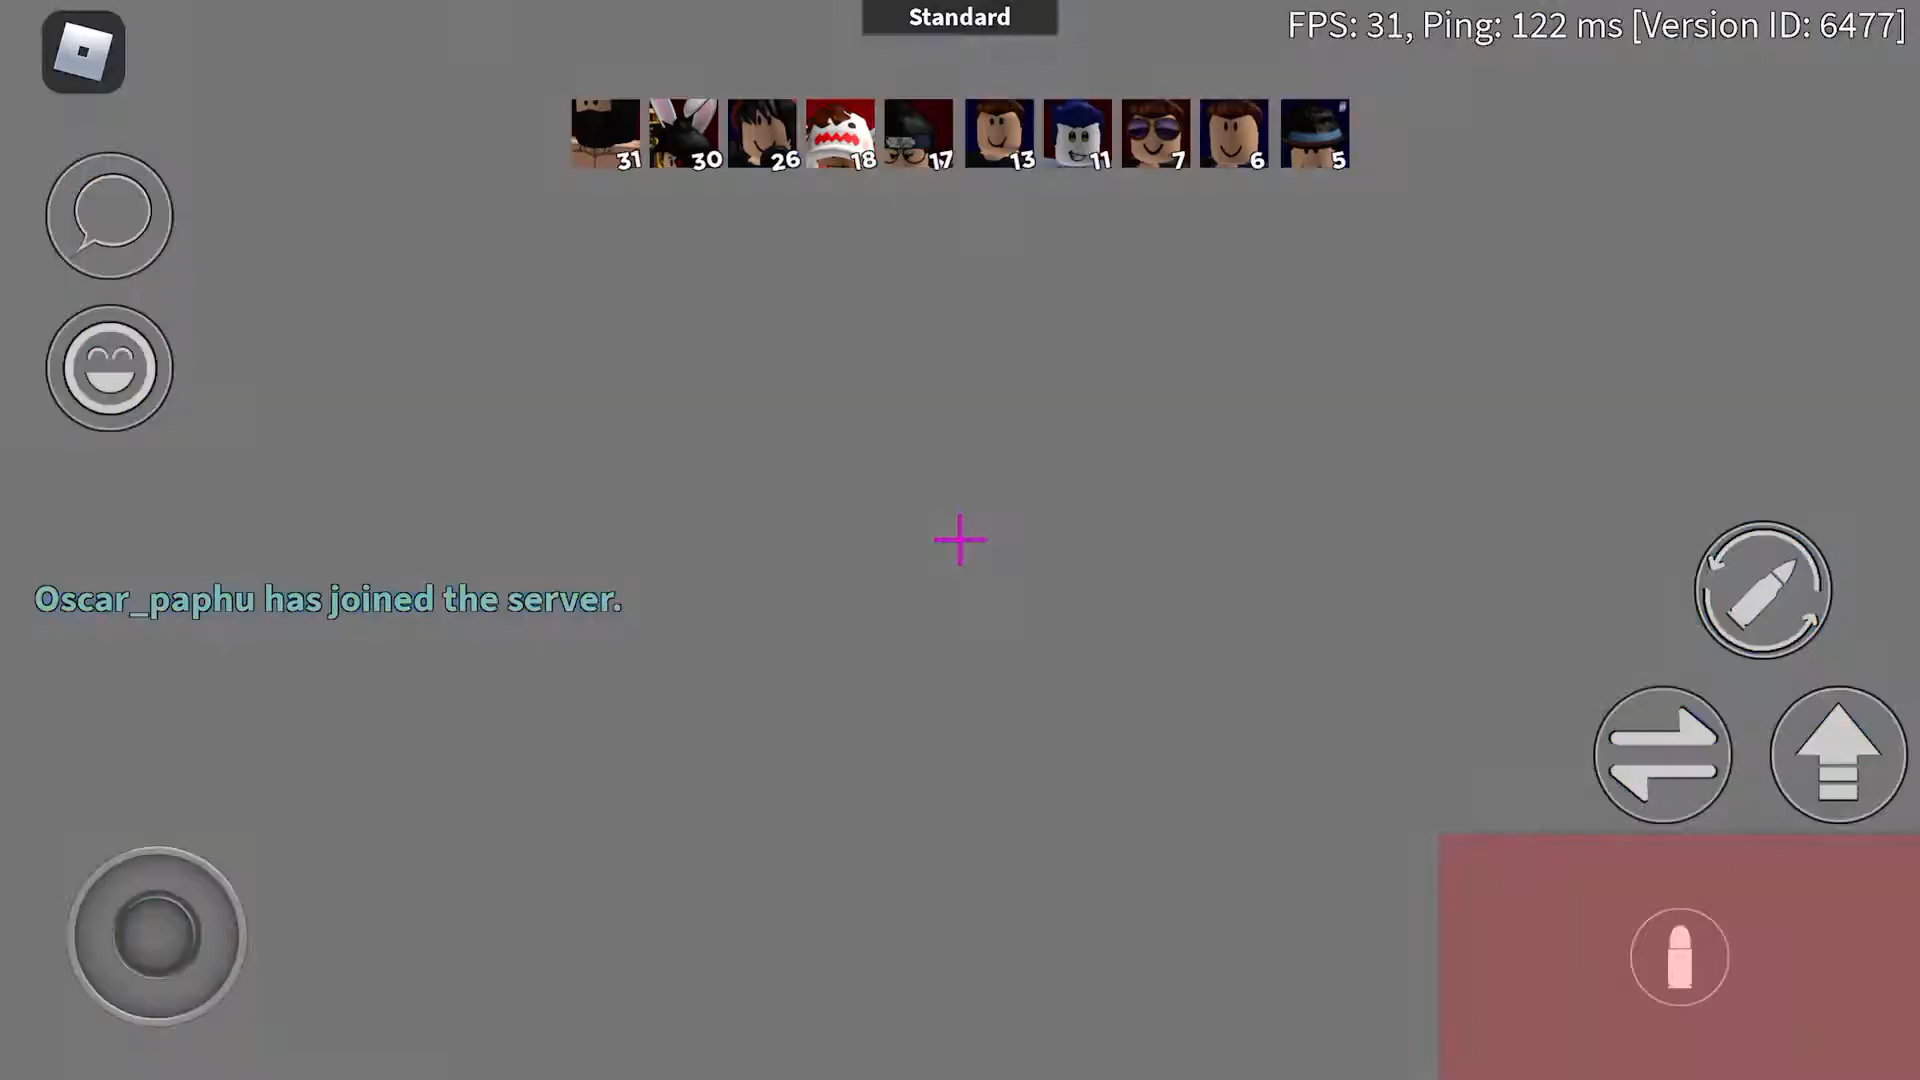 Standard
FPS: 31, Ping: 122 ms [Version ID: 6477]
31 30 26 18 17 13 11 7 6 5
Oscar_paphu has joined the server.